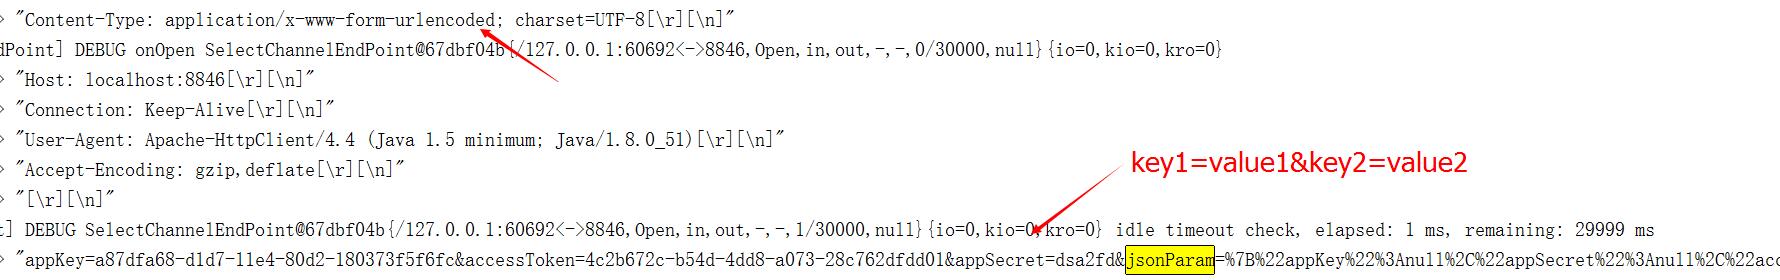 > "Content-Type: application/x-www-form-urlencoded; charset=UTF-8[\r][\n]"
dPoint] DEBUG onOpen SelectChannelEndPoint@67dbf04b{/127.0.0.1:60692<->8846,Open,in,out,-,-,0/30000,null}{io=0,kio=0,kro=0}
> "Host: localhost:8846[\r][\n]"
> "Connection: Keep-Alive[\r][\n]"
> "User-Agent: Apache-HttpClient/4.4 (Java 1.5 minimum; Java/1.8.0_51)[\r][\n]"
> "Accept-Encoding: gzip,deflate[\r][\n]"
key1=value1&key2=value2
> "[\r][\n]"
t] DEBUG SelectChannelEndPoint@67dbf04b{/127.0.0.1:60692<->8846,Open,in,out,-,-,1/30000,null}{io=0,kio=0,kro=0} idle timeout check, elapsed: 1 ms, remaining: 29999 ms
> "appKey=a87dfa68-d1d7-11e4-80d2-180373f5f6fc&accessToken=4c2b672c-b54d-4dd8-a073-28c762dfdd01&appSecret=dsa2fd&jsonParam=%7B%22appKey%22%3Anull%2C%22appSecret%22%3Anull%2C%22acc